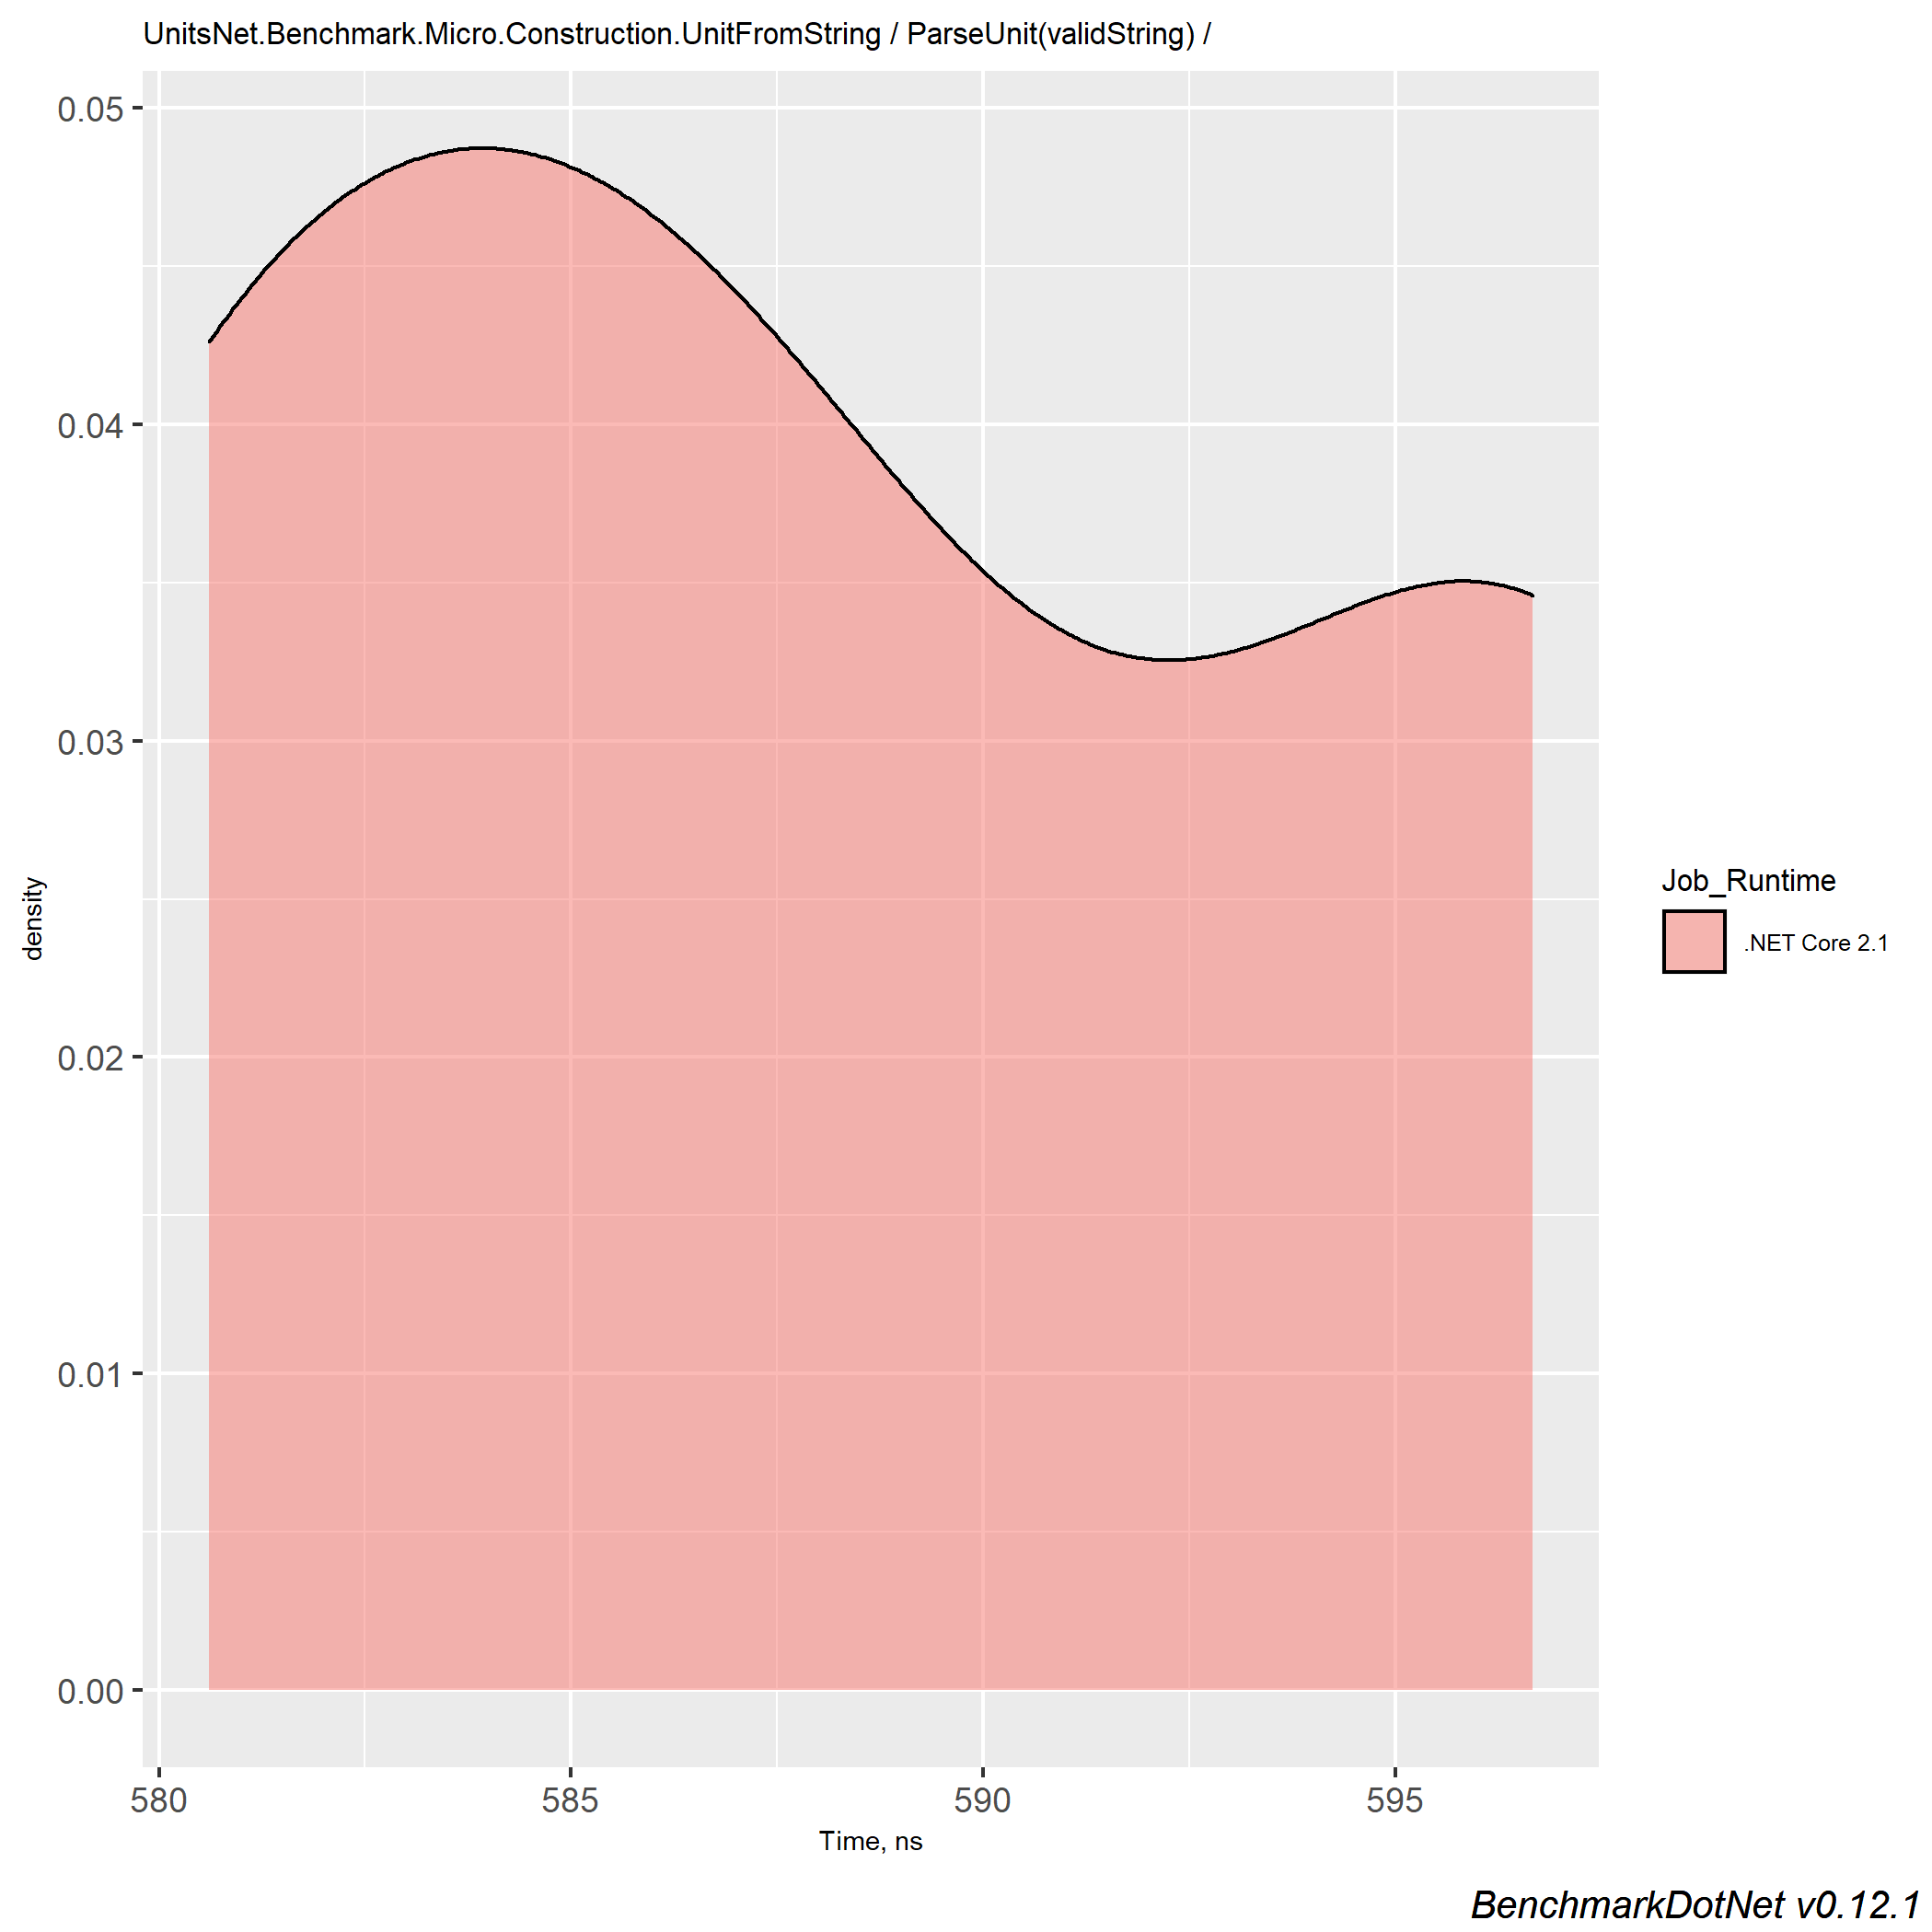 UnitsNet.Benchmark.Micro.Construction.UnitFromString / ParseUnit(validString) /
0.05
0.04
0.03
0.02
0.01
0.00
density
580 585 590 595
Time, ns
Job_Runtime
.NET Core 2.1
BenchmarkDotNet v0.12.1